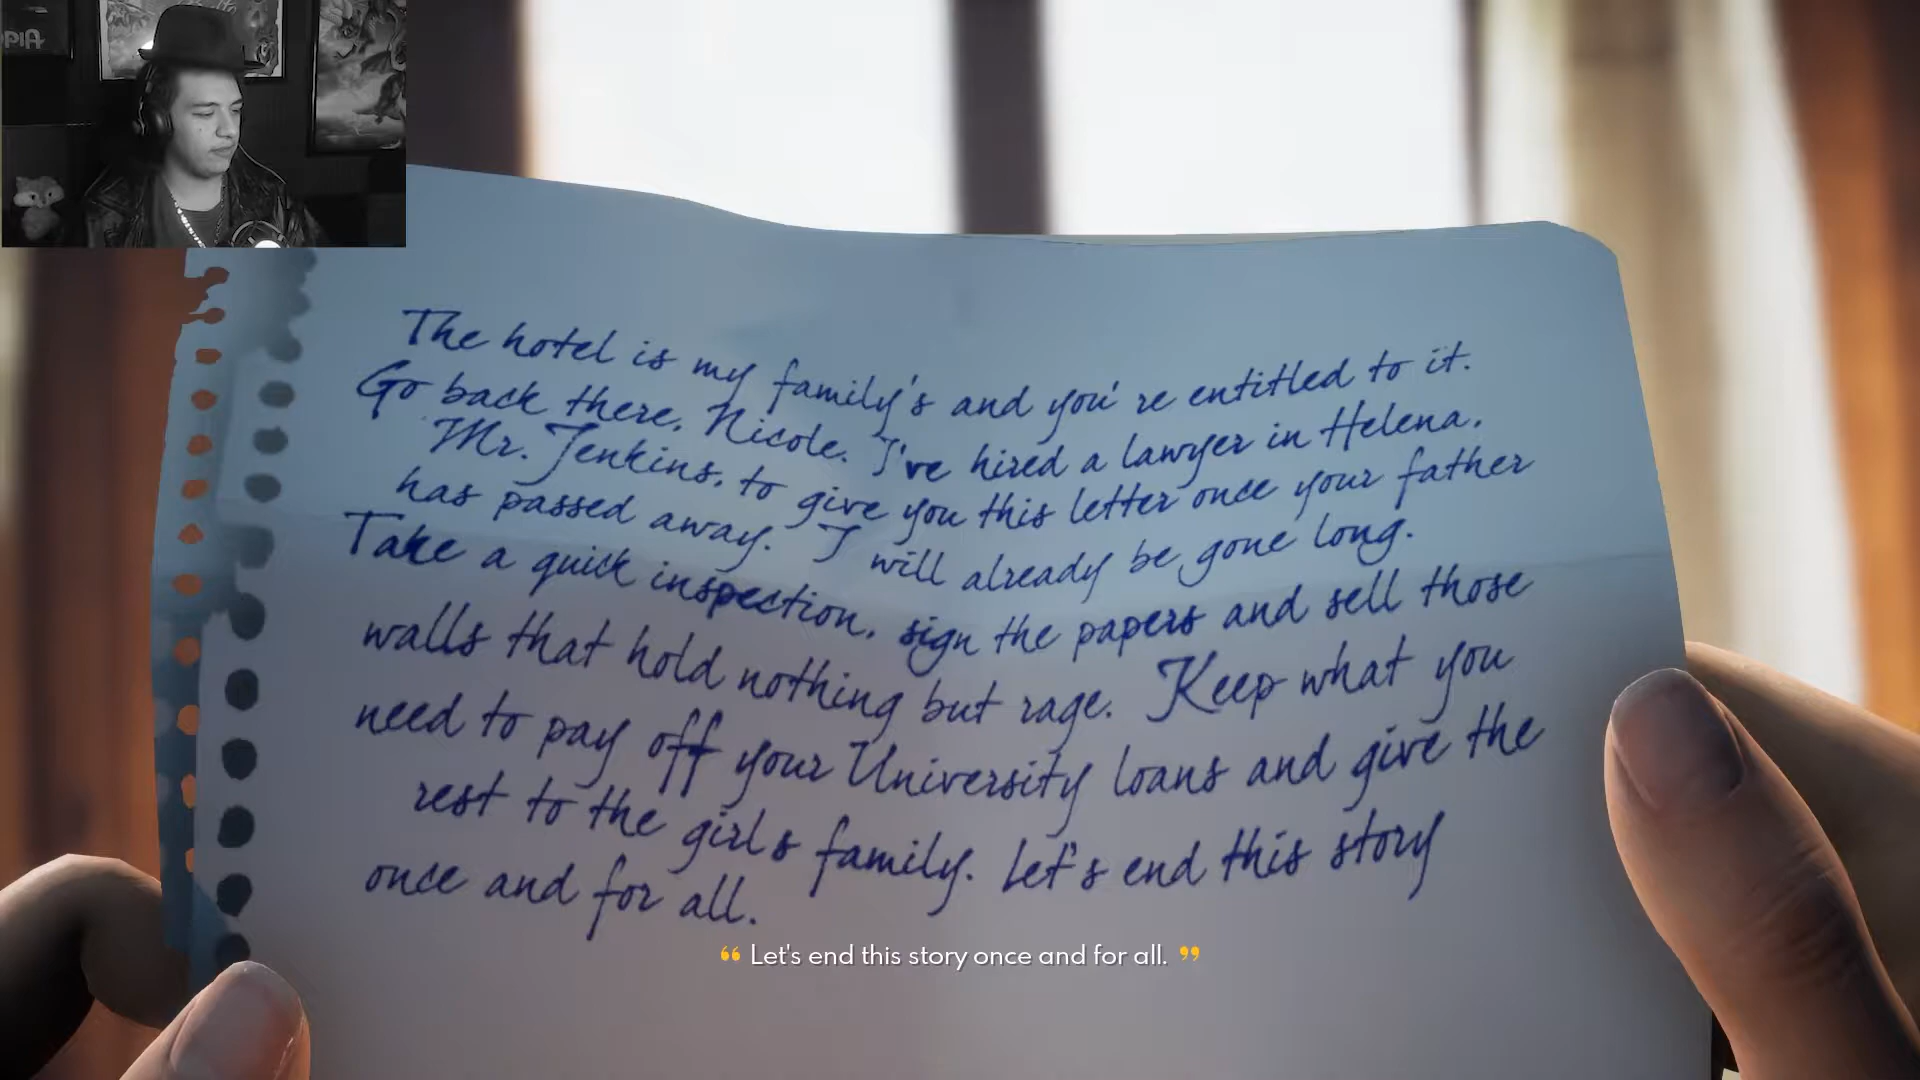 PIA
The hotel is my family's and you're entitled to it.
Go back there, Nicole. I've hired a lawyer in Helena,
Mr. Jenkins, to give you this letter once your father
has passed away. I will already be gone long.
Take a quick inspection, sign the papers and sell those
walls that hold nothing but rage. Keep what you
need to pay off your University loans and give the
rest to the girls family. Let's end this story
once and for all.
“ Let's end this story once and for all. ”